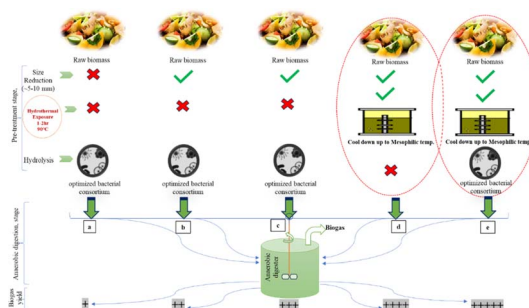 Raw biomass Raw biomass Raw biomass Raw biomass Raw biomass
Pre-treatment stage,
Size
Reduction
(~5-10 mm)
Hydrothermal
Exposure
1-2hr
90°C
Cool down up to Mesophilic temp. Cool down up to Mesophilic temp.
Hydrolysis
optimized bacterial
consortium
optimized bacterial
consortium
optimized bacterial
consortium
optimized bacterial
consortium
Anaerobic digestion, stage
a b c d e
Biogas
Anaerobic
digester
Biogas
yield